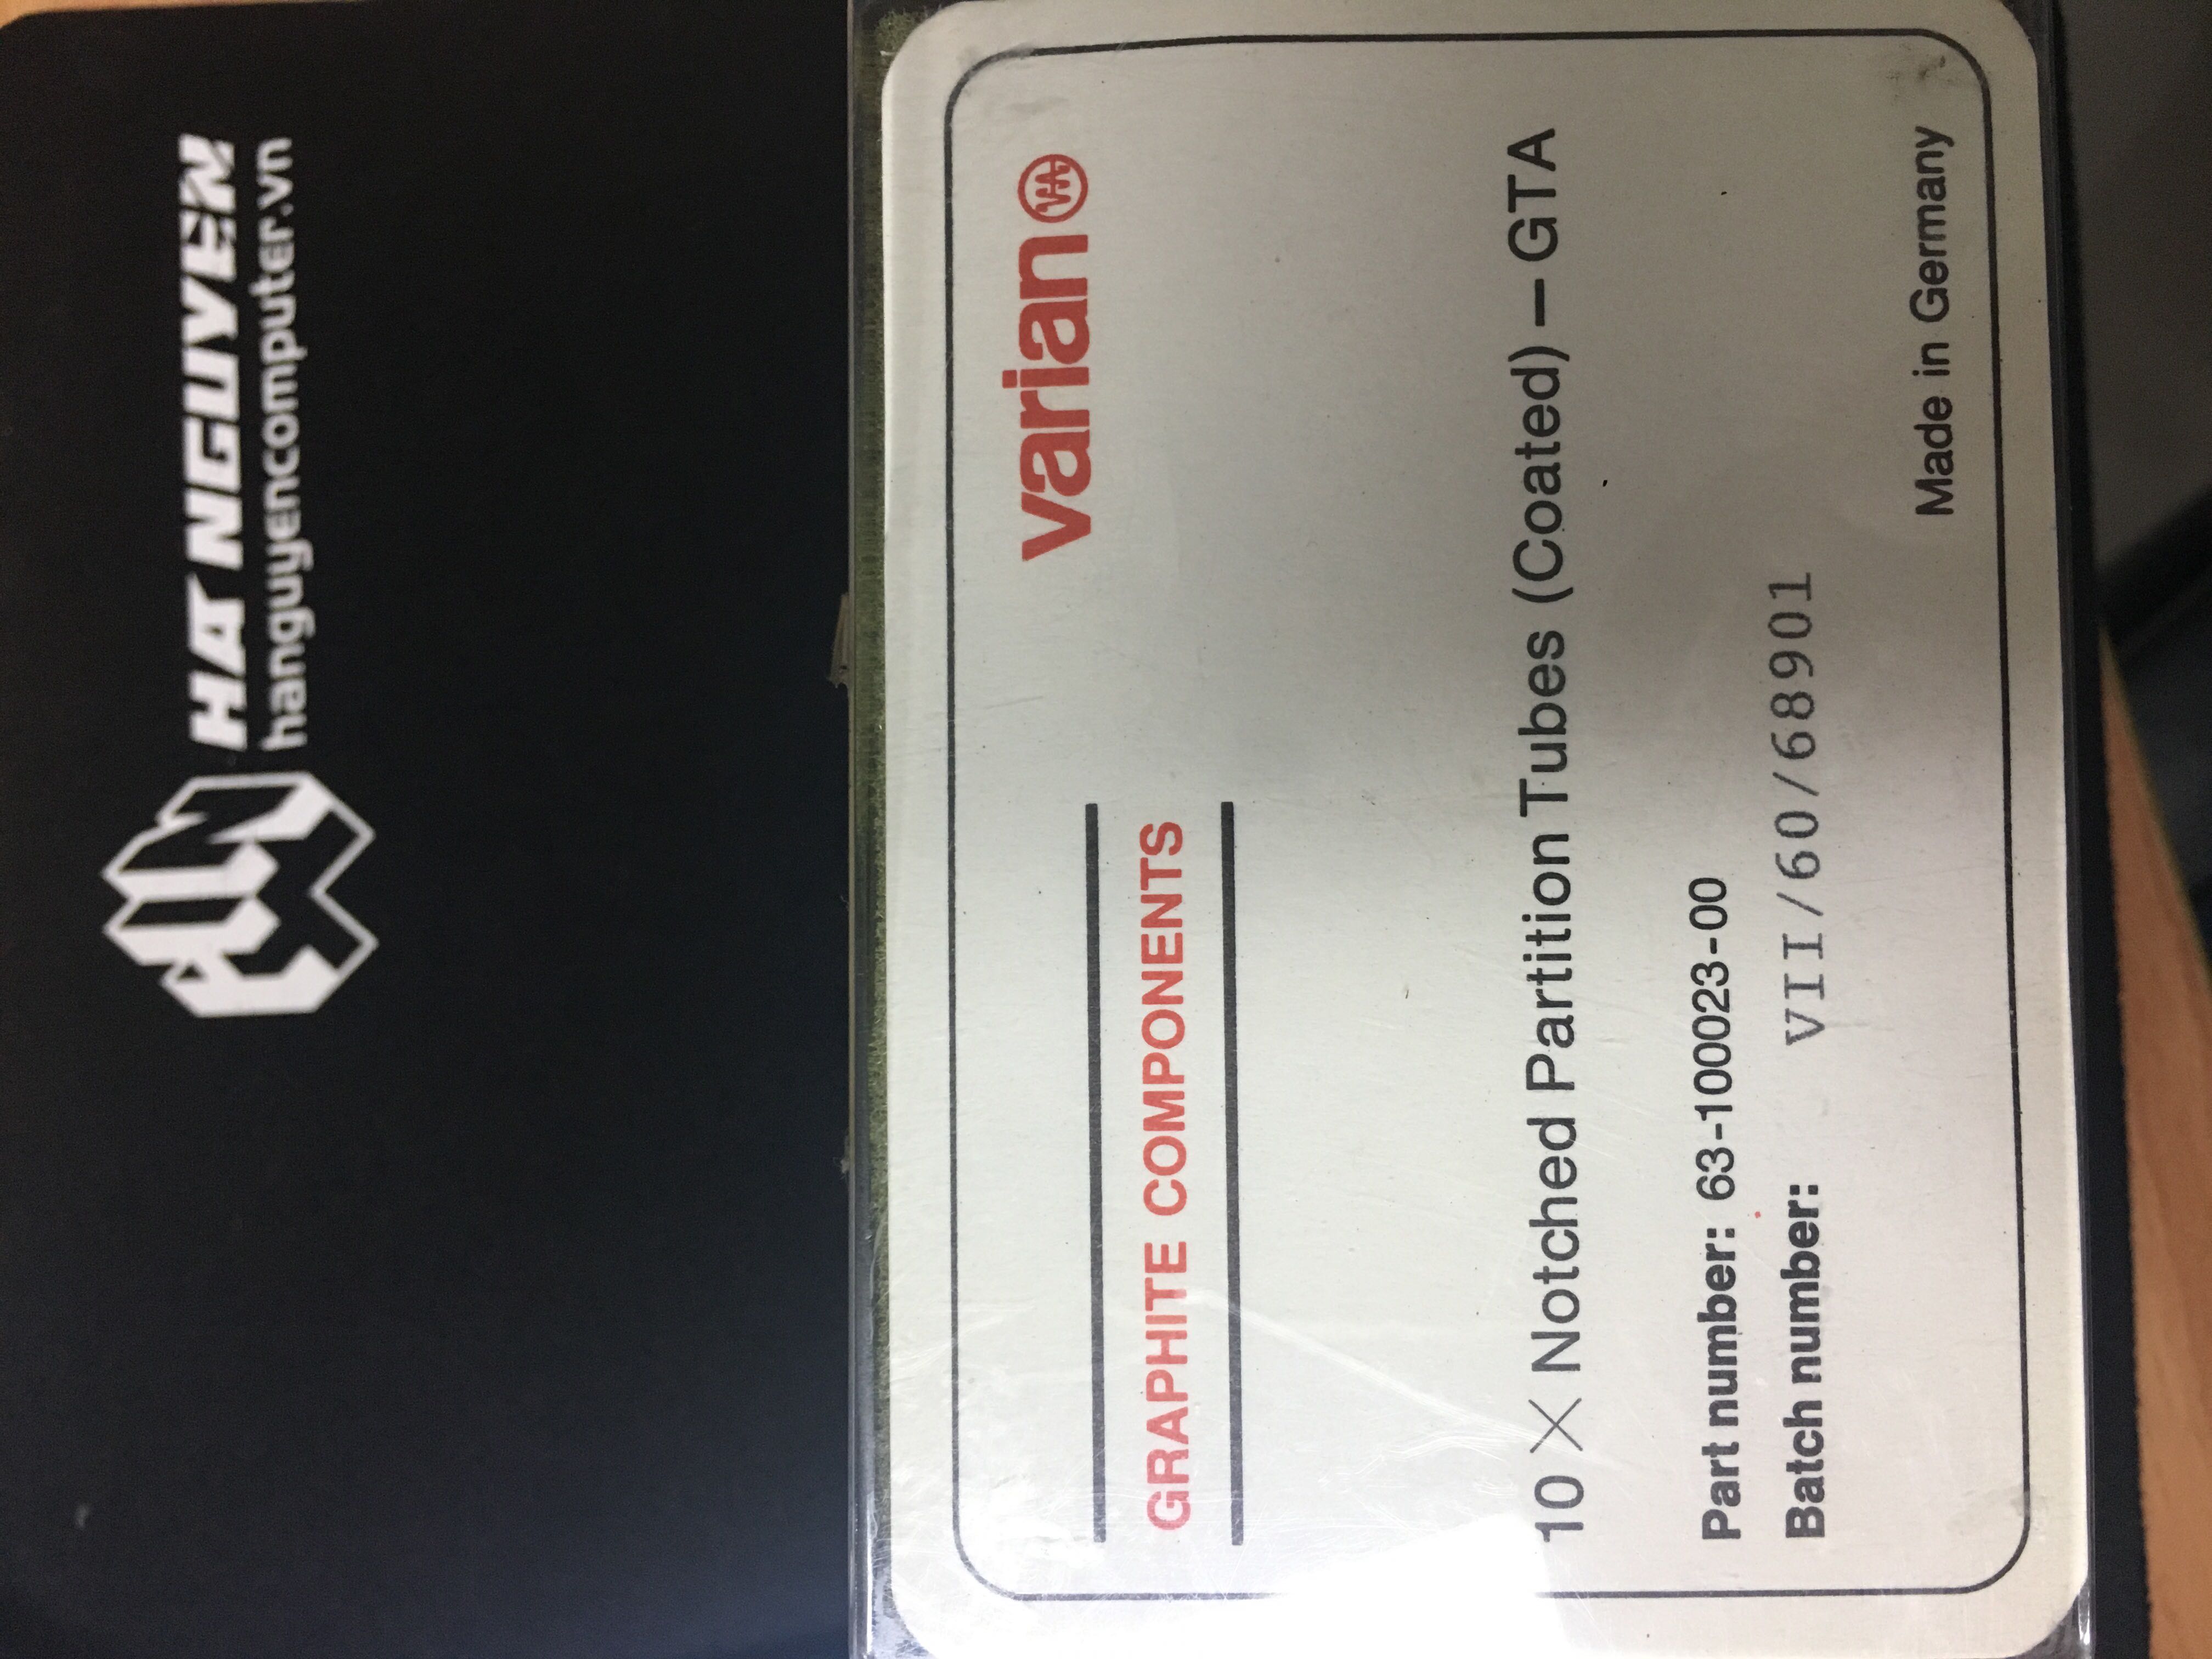 HA NGUYEN
hanguyencomputer.vn
varian
GRAPHITE COMPONENTS
10 × Notched Partition Tubes (Coated) – GTA
Part number: 63-100023-00
Batch number: VII/60/68901
Made in Germany